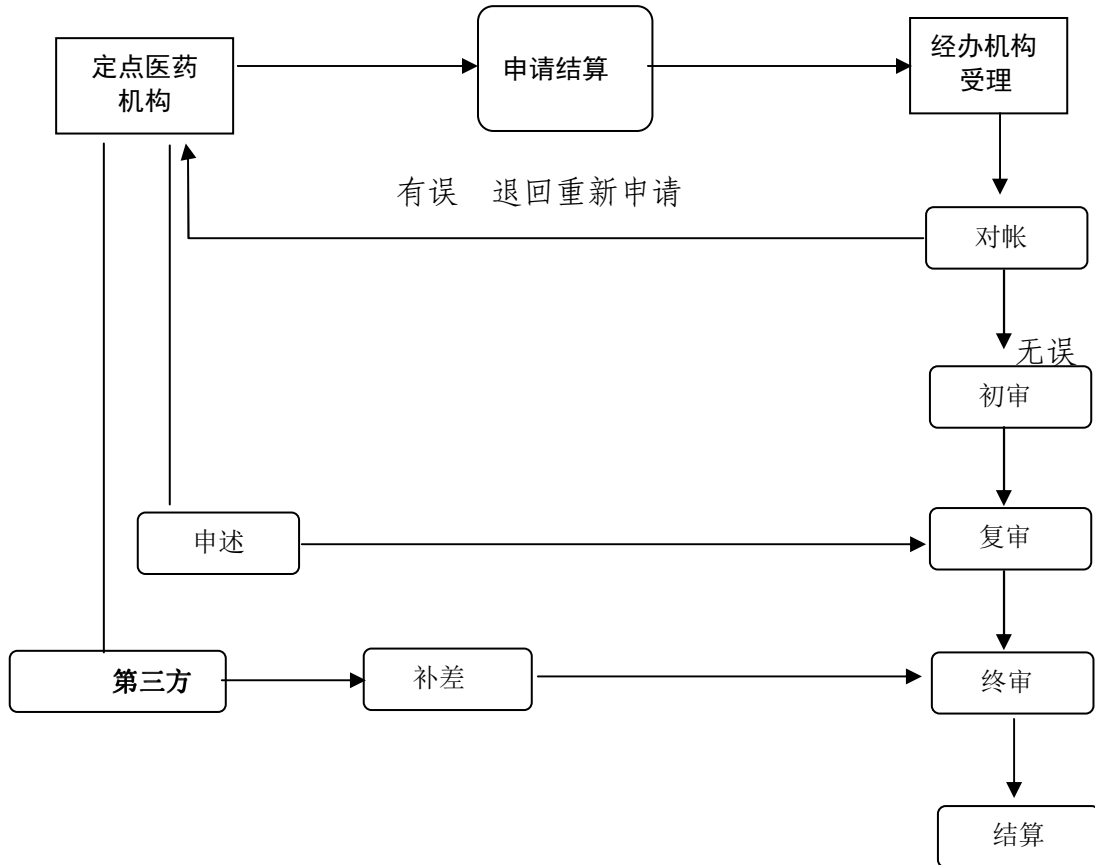 定点医药
机构
申请结算
经办机构
受理
有误 退回重新申请
对帐
无误
初审
申述
复审
第三方
补差
终审
结算